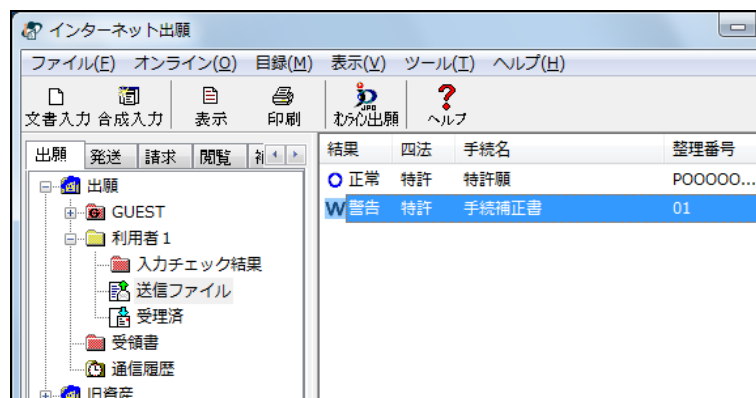 インターネット出願
ファイル(F) オンライン(O) 目録(M) 表示(V) ツール(T) ヘルプ(H)
文書入力 合成入力 表示 印刷 オンライン出願 ヘルプ
出願 発送 請求 閲覧
結果 四法 手続名 整理番号
出願
正常 特許 特許願 POOOOO...
GUEST
W 警告 特許 手続補正書 01
利用者1
入力チェック結果
送信ファイル
受理済
受領書
通信履歴
旧資産